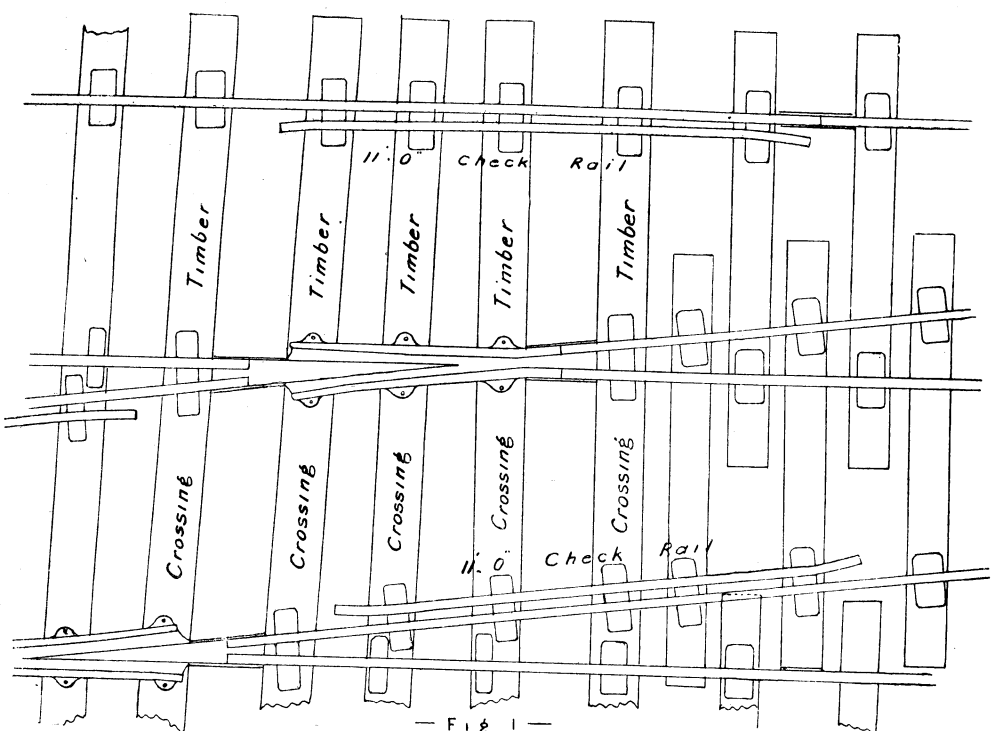 11'. 0" Check Rail
Timber
Timber
Timber
Timber
Timber
Crossing
Crossing
Crossing
Crossing
Crossing
11'. 0" Check Rail
— Fig 1 —